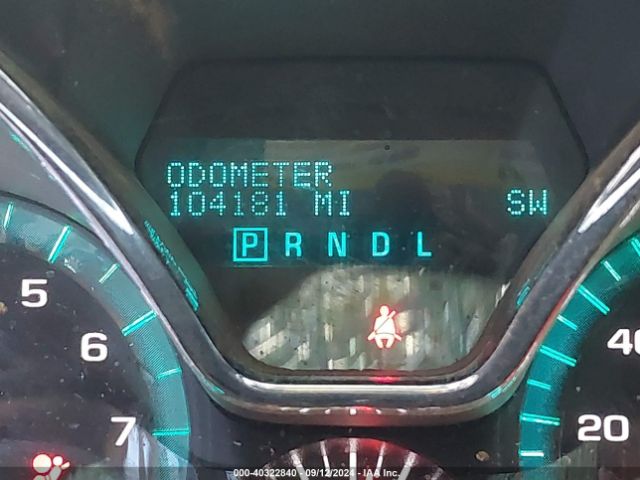 ODOMETER
104181 MI SW
P R N D L
5
6
7
40
20
000-40322840 - 09/12/2024 - IAA Inc.